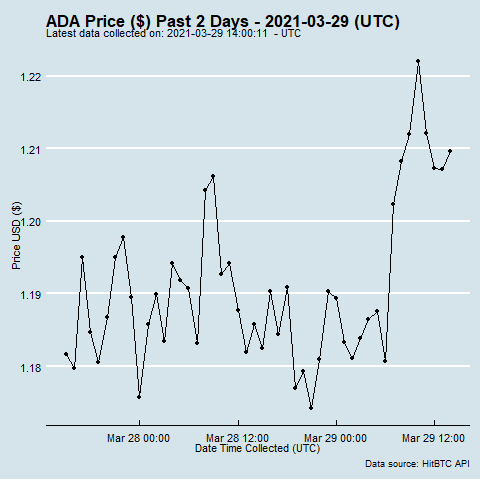 ADA Price ($) Past 2 Days - 2021-03-29 (UTC)
Latest data collected on: 2021-03-29 14:00:11 - UTC
1.22
1.21
1.20
1.19
1.18
Price USD ($)
Mar 28 00:00 Mar 28 12:00 Mar 29 00:00 Mar 29 12:00
Date Time Collected (UTC)
Data source: HitBTC API